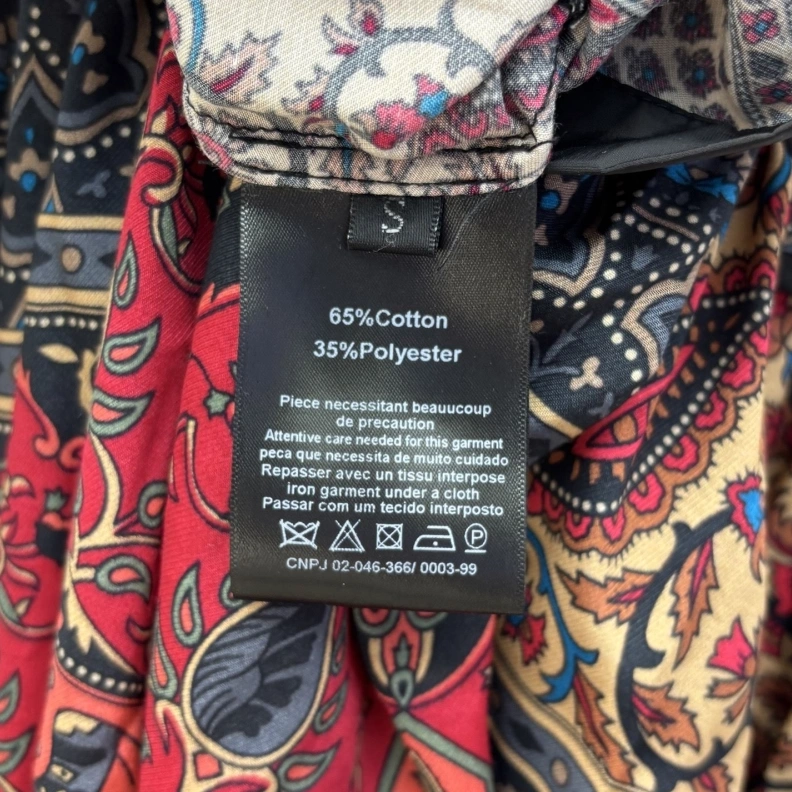 S
65%Cotton
35%Polyester
Piece necessitant beauucoup
de precaution
Attentive care needed for this garment
peca que necessita de muito cuidado
Repasser avec un tissu interpose
iron garment under a cloth
Passar com um tecido interposto
P
CNPJ 02-046-366/ 0003-99